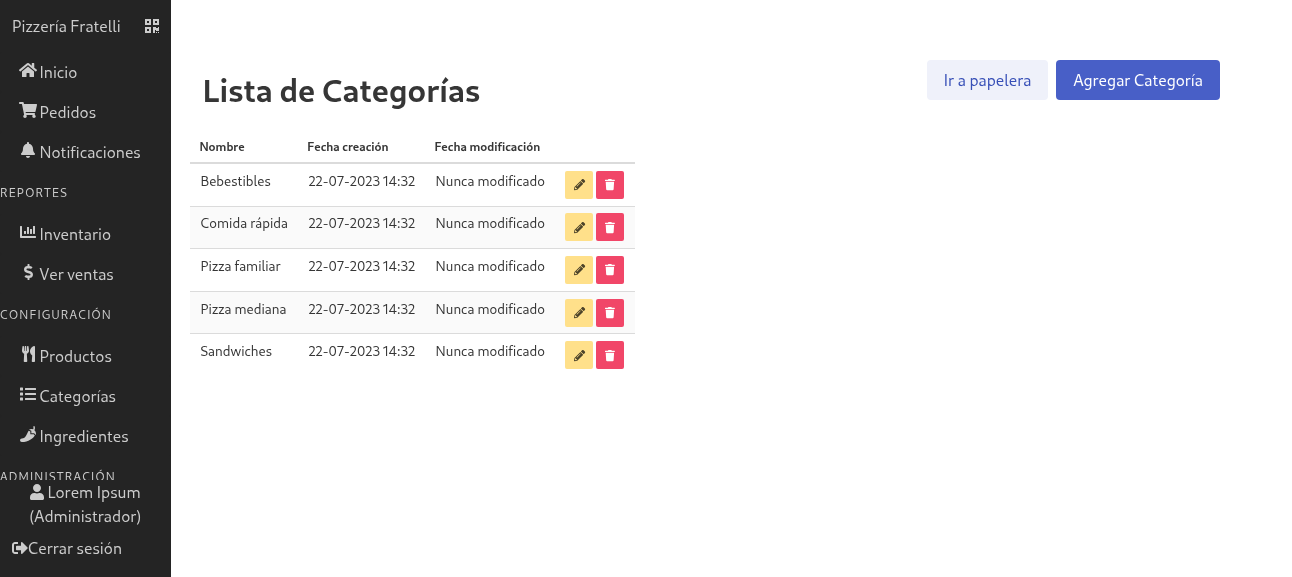 Pizzería Fratelli
Inicio
Pedidos
Notificaciones
REPORTES
Inventario
Ver ventas
CONFIGURACIÓN
Productos
Categorías
Ingredientes
ADMINISTRACIÓN
Lorem Ipsum
(Administrador)
Cerrar sesión
Lista de Categorías
Ir a papelera
Agregar Categoría
Nombre Fecha creación Fecha modificación
Bebestibles 22-07-2023 14:32 Nunca modificado
Comida rápida 22-07-2023 14:32 Nunca modificado
Pizza familiar 22-07-2023 14:32 Nunca modificado
Pizza mediana 22-07-2023 14:32 Nunca modificado
Sandwiches 22-07-2023 14:32 Nunca modificado